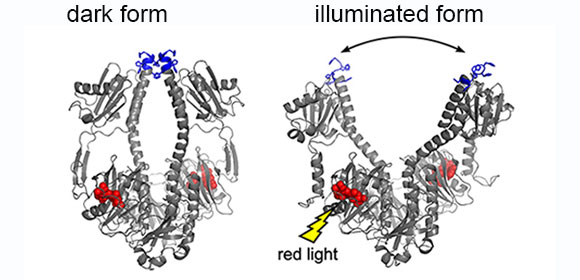 dark form
illuminated form
red light